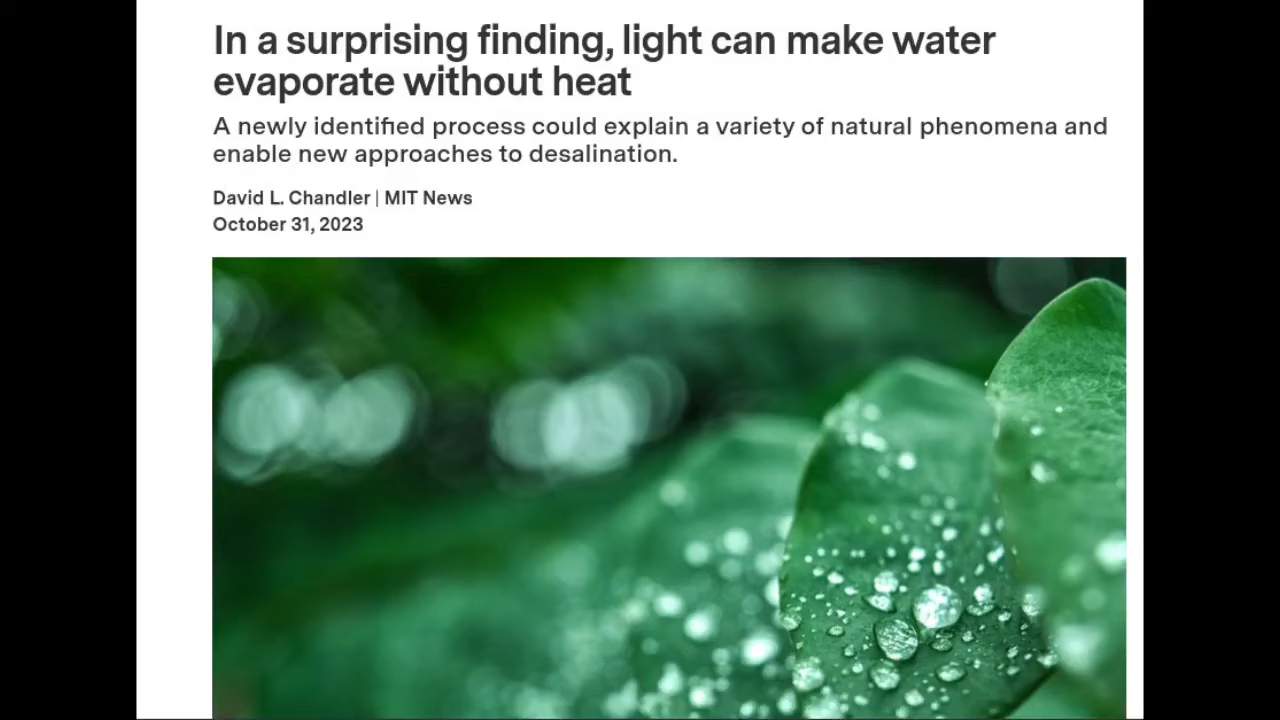 In a surprising finding, light can make water
evaporate without heat
A newly identified process could explain a variety of natural phenomena and
enable new approaches to desalination.
David L. Chandler | MIT News
October 31, 2023